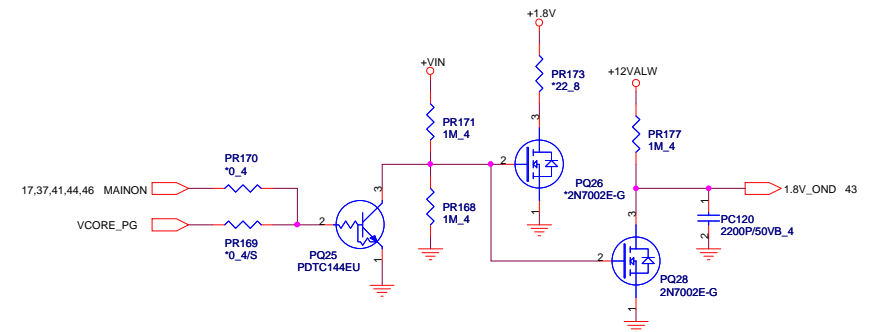 +1.8V
+VIN
PR173
*22_8
+12VALW
3
PR171
1M_4
PR177
1M_4
2
PR170
*0_4
17,37,41,44,46 MAINON
3
PQ26
*2N7002E-G
1.8V_OND 43
PR168
1M_4
1
1
3
PC120
2200P/50VB_4
VCORE_PG
2
2
PR169
*0_4/S
PQ25
PDTC144EU
1
2
PQ28
2N7002E-G
1